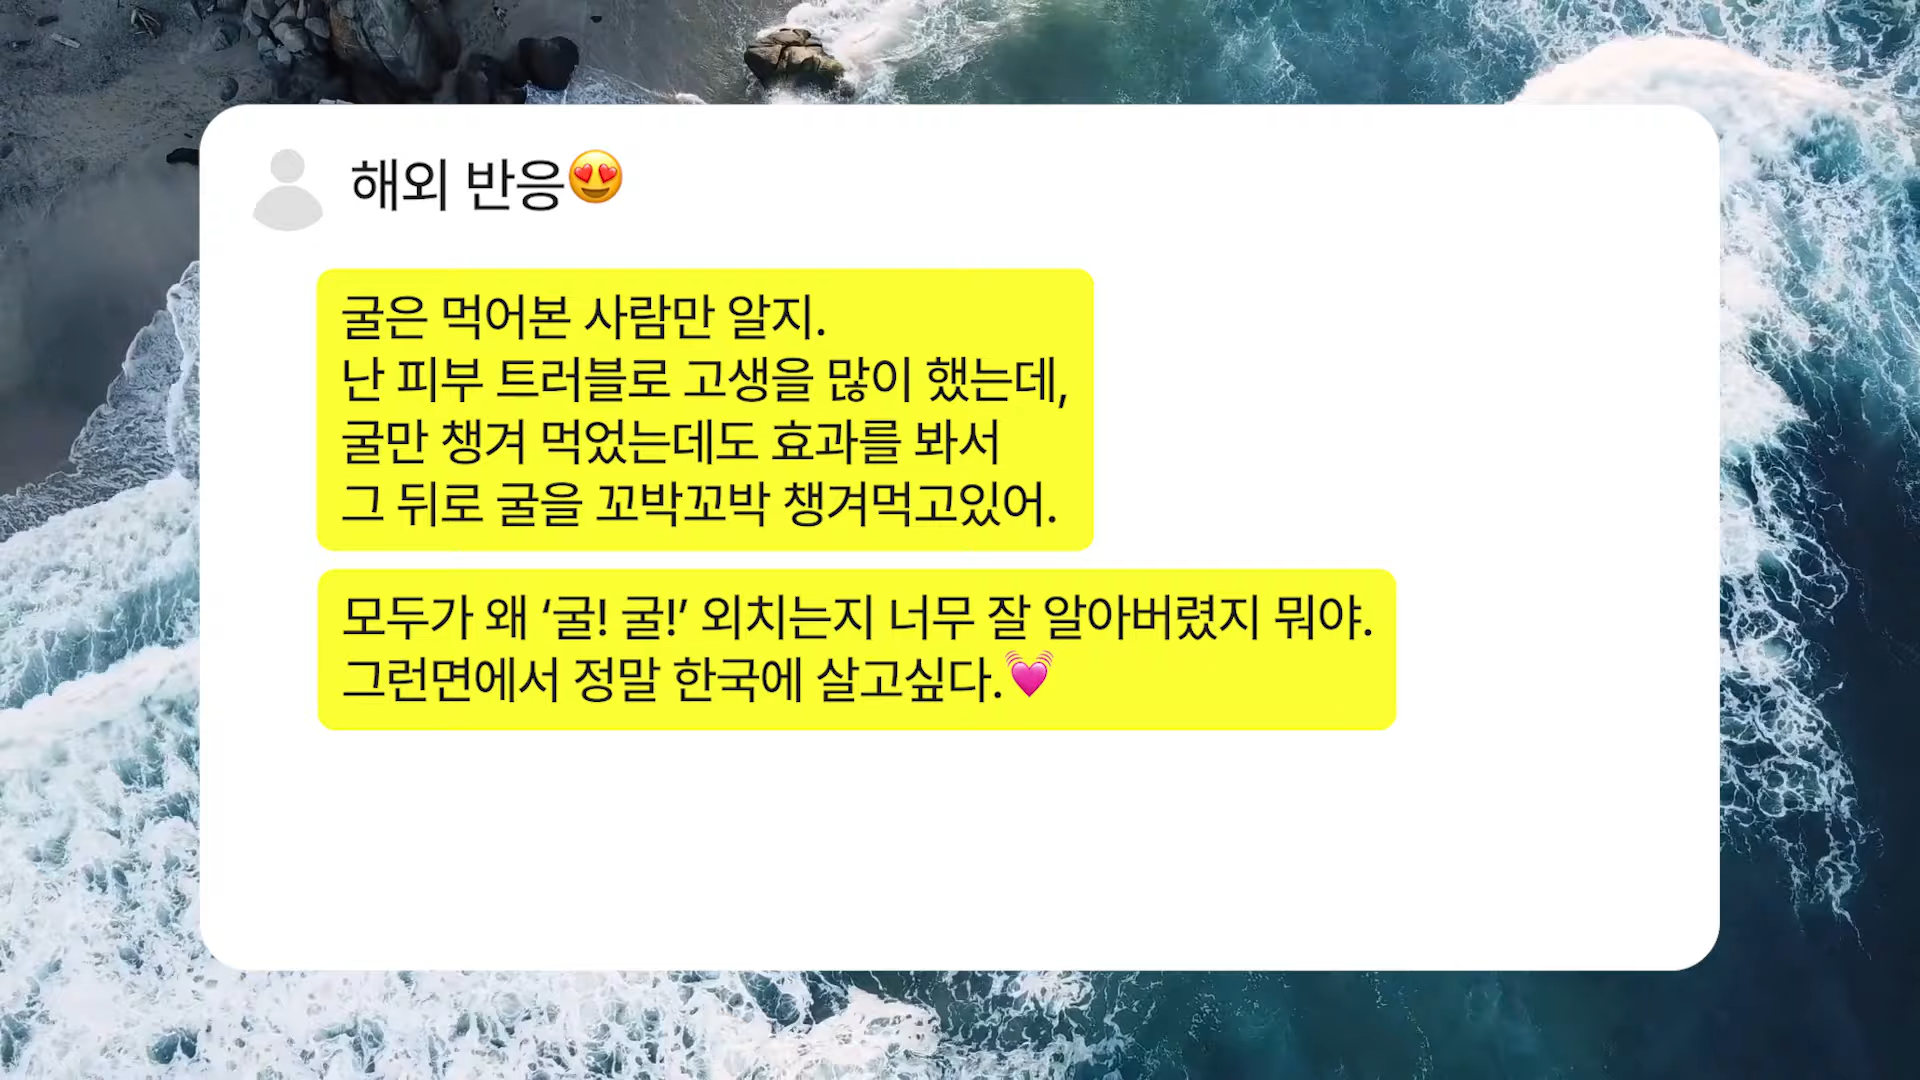 해외 반응😍
굴은 먹어본 사람만 알지.
난 피부 트러블로 고생을 많이 했는데,
굴만 챙겨 먹었는데도 효과를 봐서
그 뒤로 굴을 꼬박꼬박 챙겨먹고있어.
모두가 왜 ‘굴! 굴!’ 외치는지 너무 잘 알아버렸지 뭐야.
그런면에서 정말 한국에 살고싶다.💓